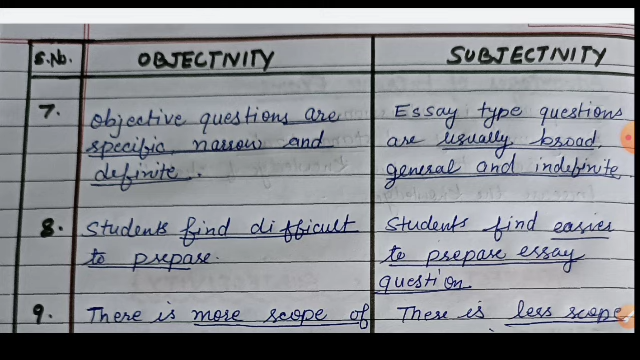 S.No.
OBJECTIVITY
SUBJECTIVITY
7.
Objective questions are
specific, narrow and
definite.
Essay type questions
are usually broad,
general and indefinite
8.
Students find difficult
to prepare.
Students find easier
to prepare essay
question
9.
There is more scope of
There is less scope